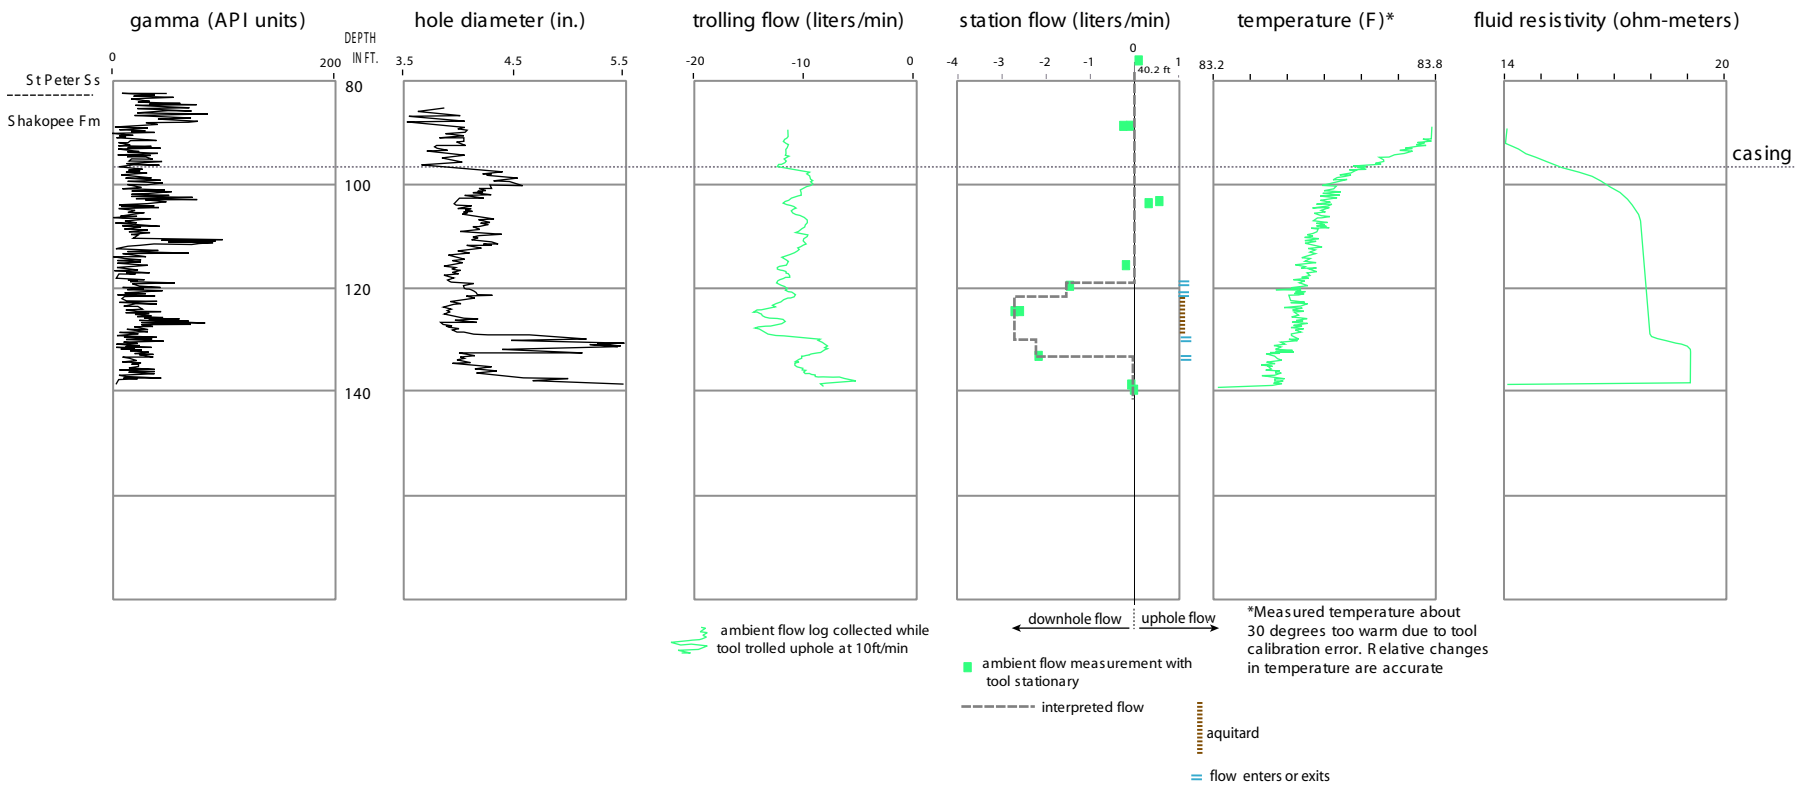 gamma (API units)
hole diameter (in.)
trolling flow (liters/min)
station flow (liters/min)
temperature (F)*
fluid resistivity (ohm-meters)
DEPTH
IN FT.
0
200
3.5
4.5
5.5
-20
-10
0
-4
-3
-2
-1
0
1
40.2 ft
83.2
83.8
14
20
St Peter Ss
Shakopee Fm
80
100
120
140
casing
downhole flow
uphole flow
ambient flow log collected while
tool trolled uphole at 10ft/min
ambient flow measurement with
tool stationary
interpreted flow
aquitard
flow enters or exits
*Measured temperature about
30 degrees too warm due to tool
calibration error. Relative changes
in temperature are accurate